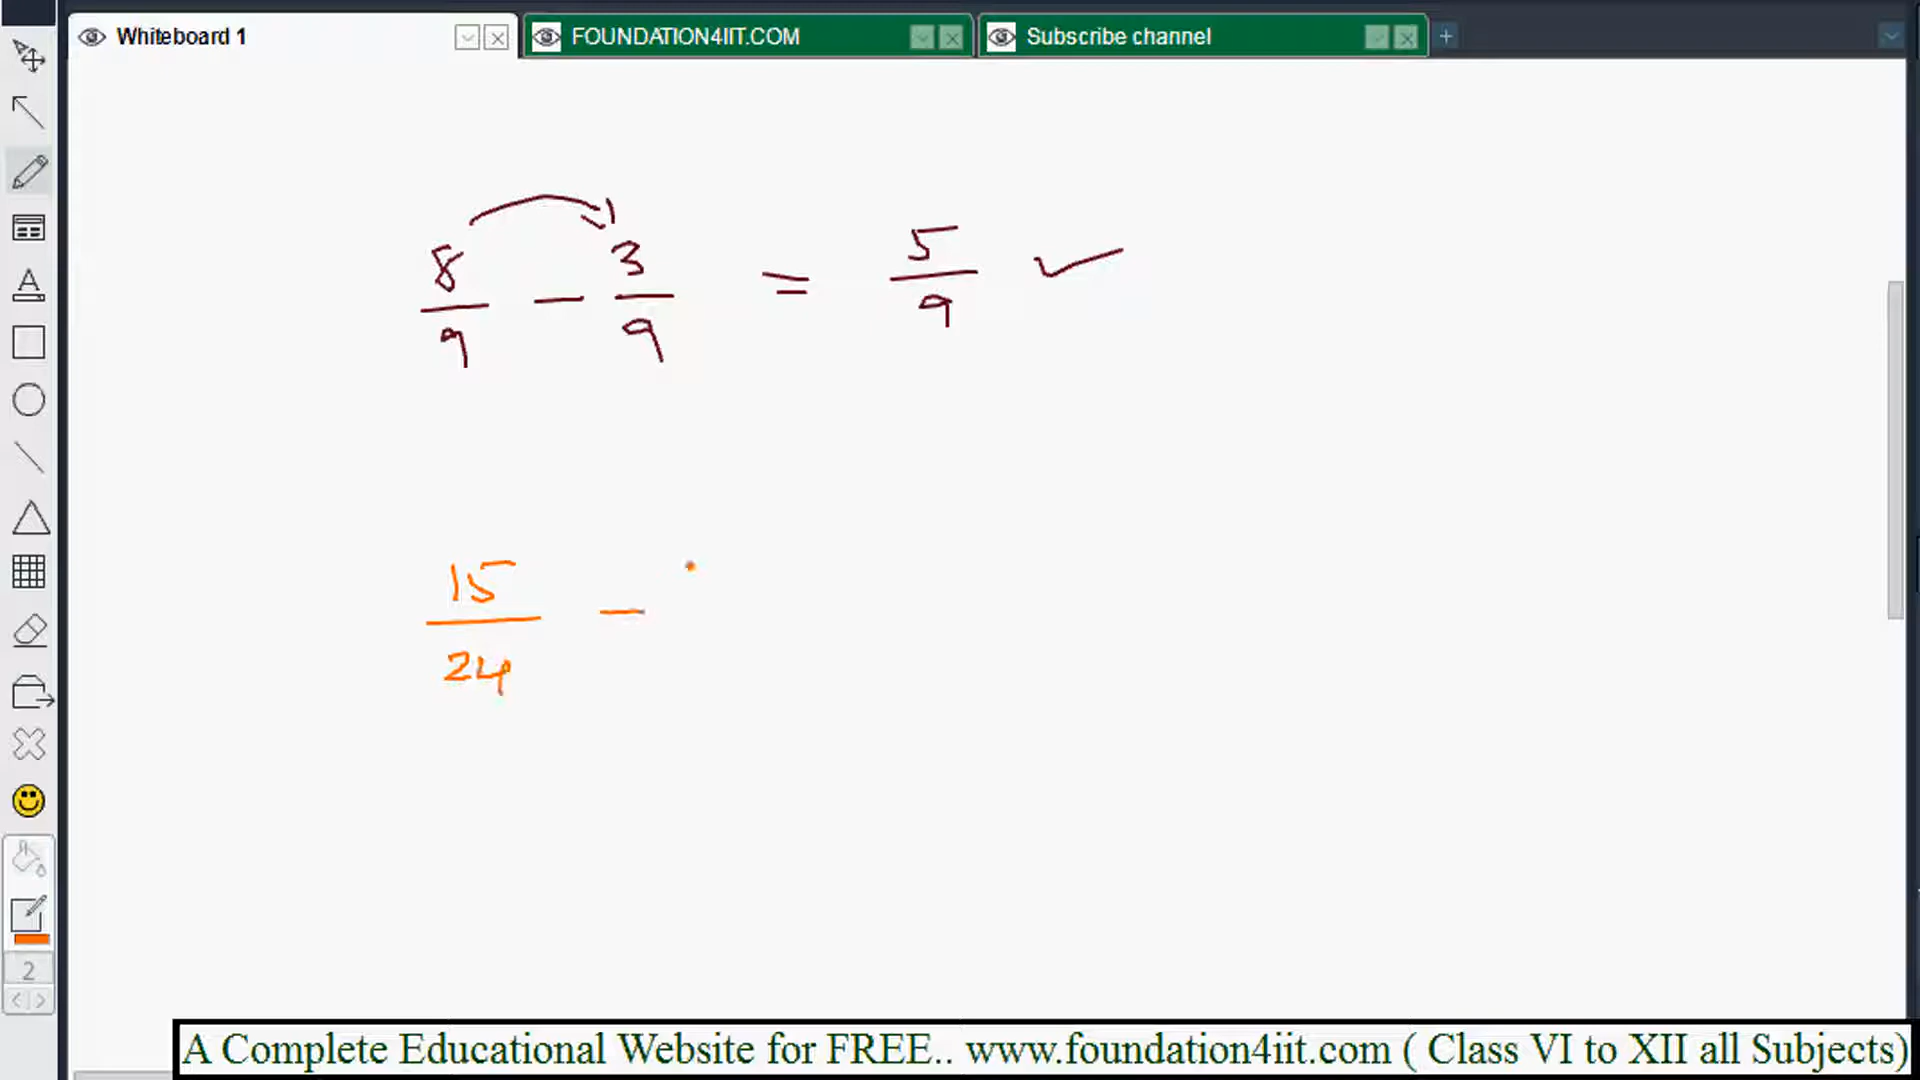 Whiteboard 1
FOUNDATION4IIT.COM
Subscribe channel
8/9 − 3/9 = 5/9 ✓
15/24 −
2
A Complete Educational Website for FREE.. www.foundation4iit.com ( Class VI to XII all Subjects)